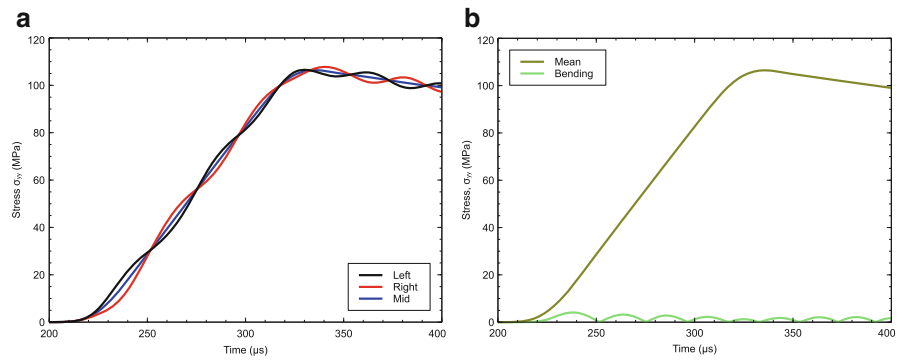 a
120
100
80
60
40
20
0
Stress σyy (MPa)
200
250
300
350
400
Time (µs)
Left
Right
Mid
b
120
100
80
60
40
20
0
Stress, σyy (MPa)
200
250
300
350
400
Time (µs)
Mean
Bending